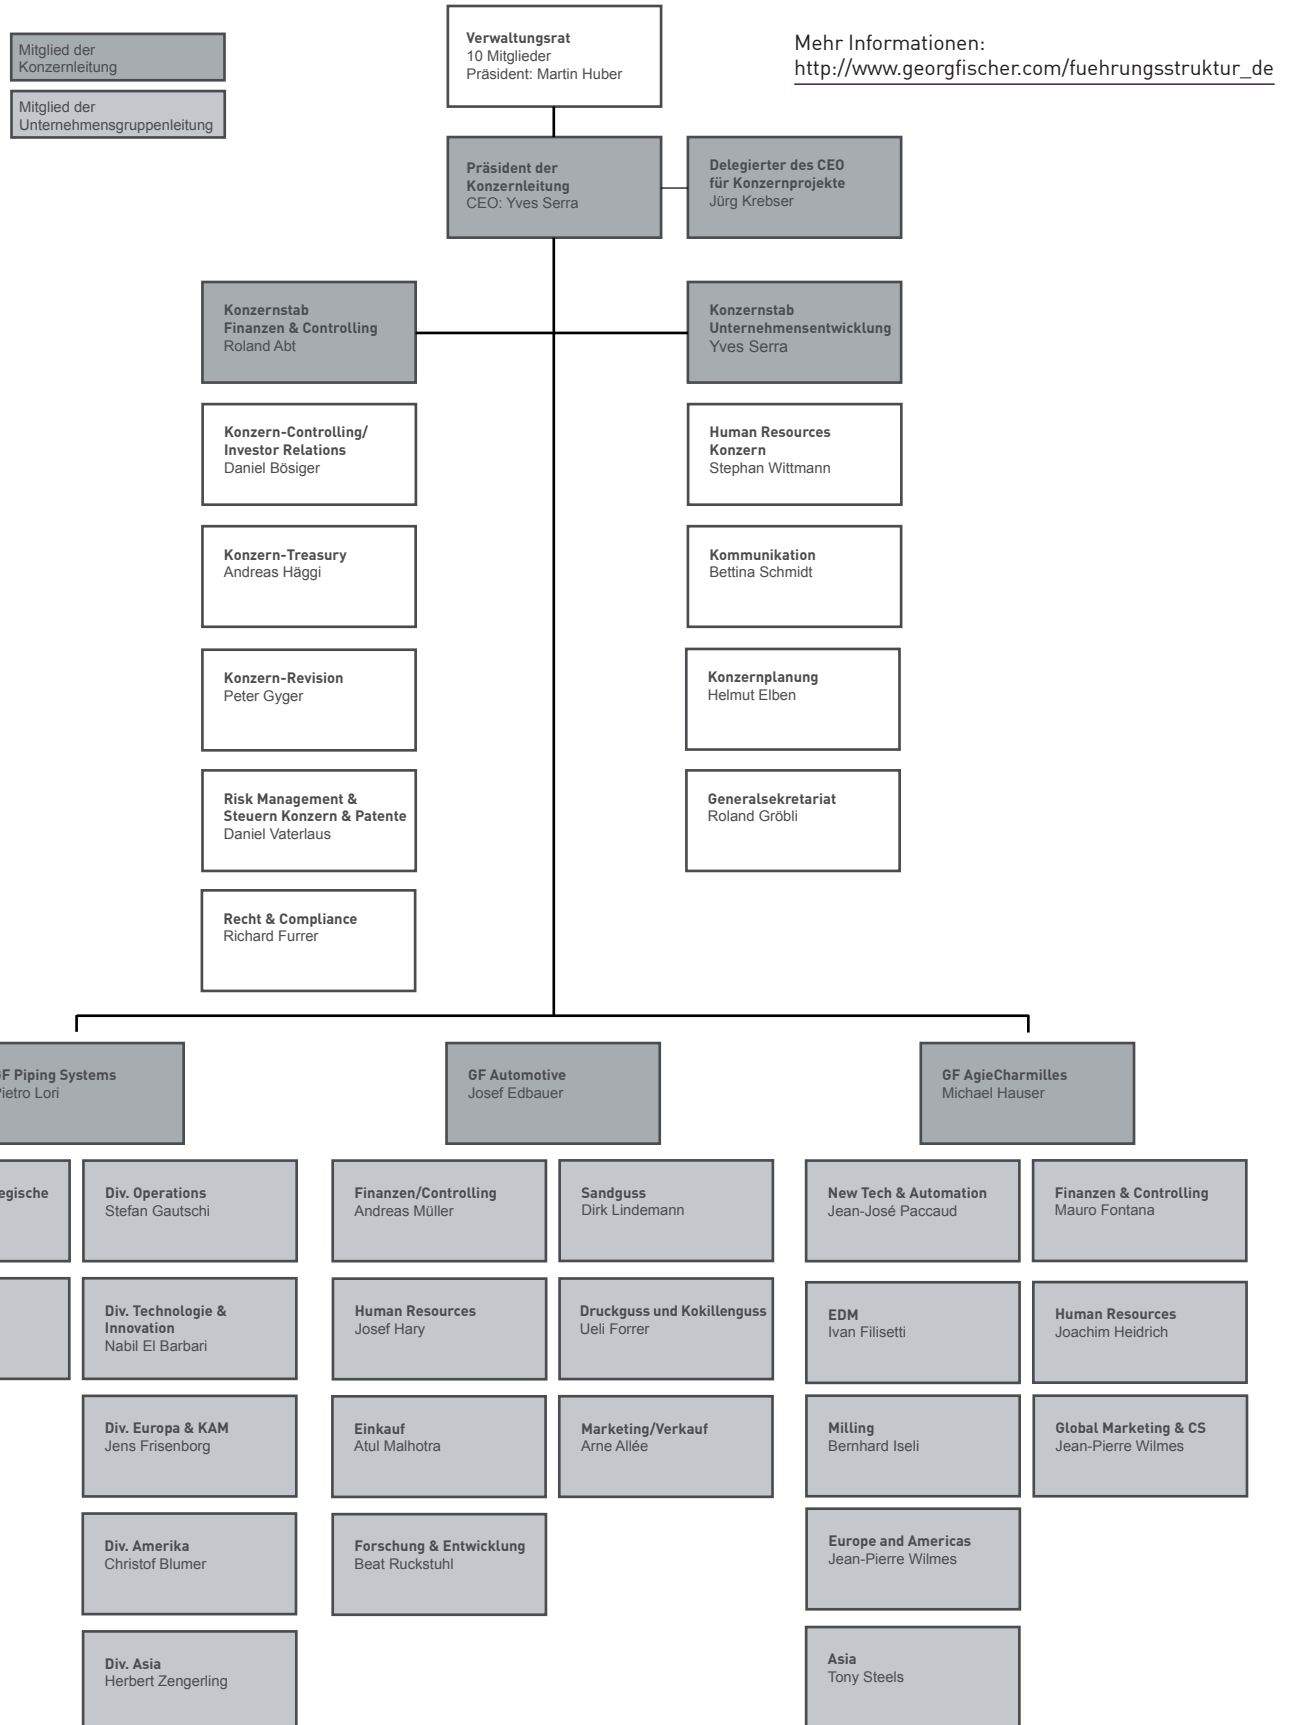 Mitglied der
Konzernleitung
Mitglied der
Unternehmensgruppenleitung
Verwaltungsrat
10 Mitglieder
Präsident: Martin Huber
Mehr Informationen:
http://www.georgfischer.com/fuehrungsstruktur_de
Präsident der
Konzernleitung
CEO: Yves Serra
Delegierter des CEO
für Konzernprojekte
Jürg Krebser
Konzernstab
Finanzen & Controlling
Roland Abt
Konzernstab
Unternehmensentwicklung
Yves Serra
Konzern-Controlling/
Investor Relations
Daniel Bösiger
Human Resources
Konzern
Stephan Wittmann
Konzern-Treasury
Andreas Häggi
Kommunikation
Bettina Schmidt
Konzern-Revision
Peter Gyger
Konzernplanung
Helmut Elben
Risk Management &
Steuern Konzern & Patente
Daniel Vaterlaus
Generalsekretariat
Roland Gröbli
Recht & Compliance
Richard Furrer
GF Piping Systems
Pietro Lori
GF Automotive
Josef Edbauer
GF AgieCharmilles
Michael Hauser
Div. Operations
Stefan Gautschi
Finanzen/Controlling
Andreas Müller
Sandguss
Dirk Lindemann
New Tech & Automation
Jean-José Paccaud
Finanzen & Controlling
Mauro Fontana
Div. Technologie &
Innovation
Nabil El Barbari
Human Resources
Josef Hary
Druckguss und Kokillenguss
Ueli Forrer
EDM
Ivan Filisetti
Human Resources
Joachim Heidrich
Div. Europa & KAM
Jens Frisenborg
Einkauf
Atul Malhotra
Marketing/Verkauf
Arne Allée
Milling
Bernhard Iseli
Global Marketing & CS
Jean-Pierre Wilmes
Div. Amerika
Christof Blumer
Forschung & Entwicklung
Beat Ruckstuhl
Europe and Americas
Jean-Pierre Wilmes
Div. Asia
Herbert Zengerling
Asia
Tony Steels